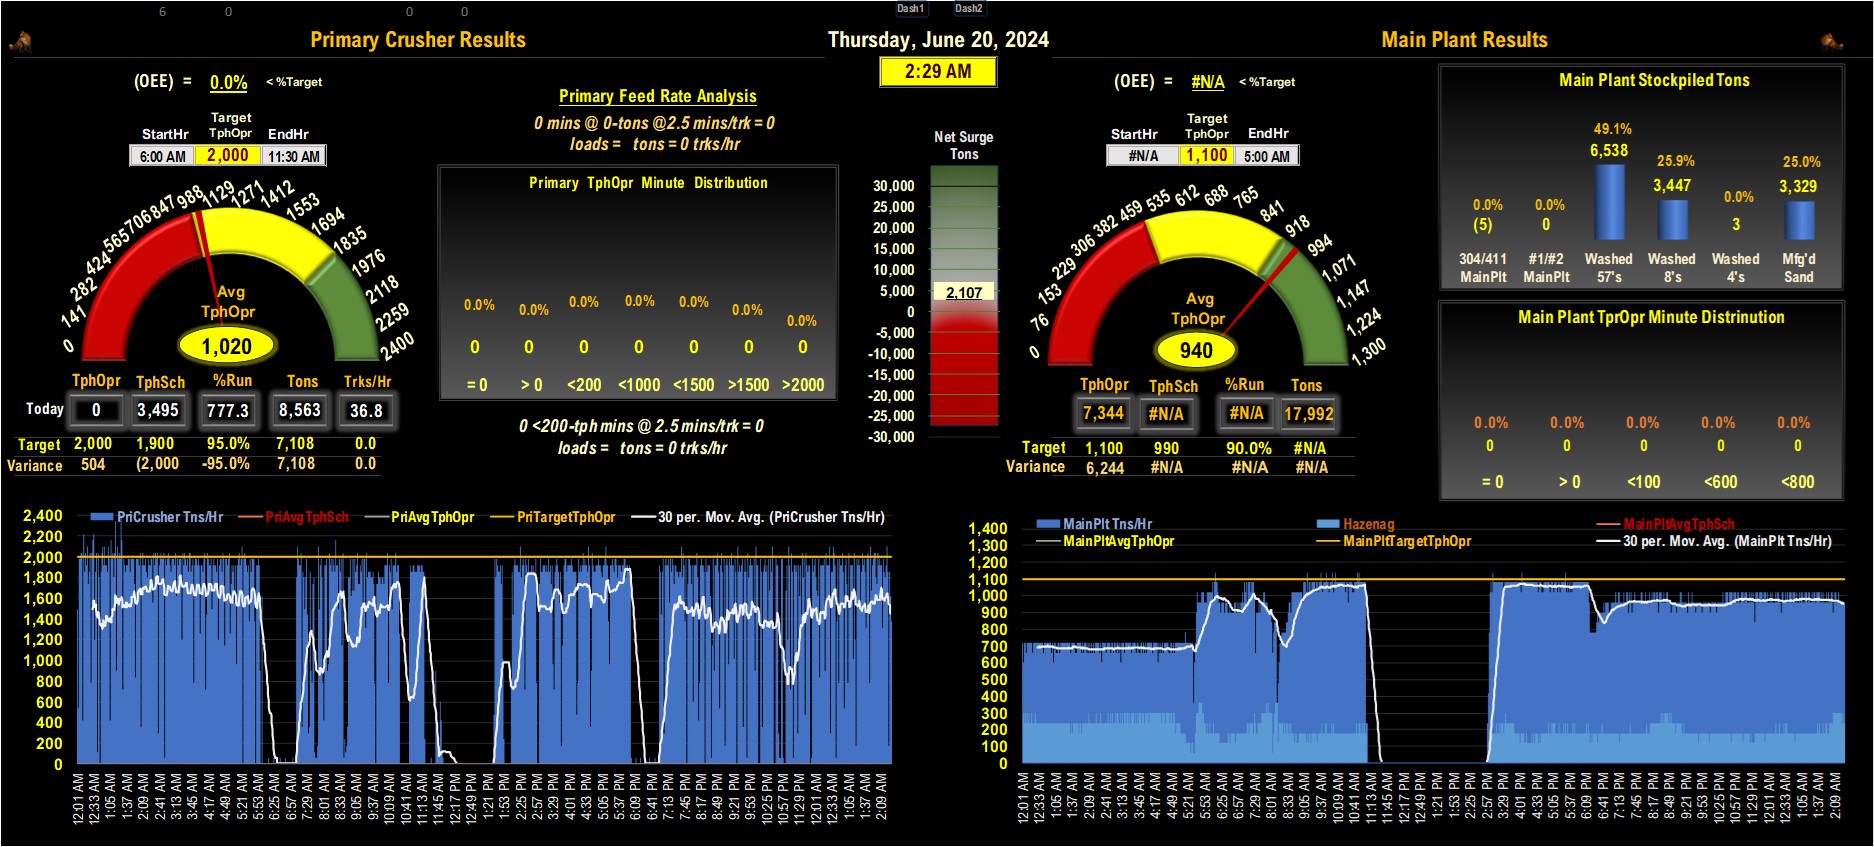 6 0 0 0 Dash1 Dash2
Primary Crusher Results
Thursday, June 20, 2024
Main Plant Results
2:29 AM
(OEE) = 0.0% < %Target
Target
StartHr TphOpr EndHr
6:00 AM 2,000 11:30 AM
0 141 282 424 565 706 847 988 1129 1271 1412 1553 1694 1835 1976 2118 2259 2400
Avg
TphOpr
1,020
TphOpr TphSch %Run Tons Trks/Hr
Today 0 3,495 777.3 8,563 36.8
Target 2,000 1,900 95.0% 7,108 0.0
Variance 504 (2,000 -95.0% 7,108 0.0
Primary Feed Rate Analysis
0 mins @ 0-tons @2.5 mins/trk = 0
loads = tons = 0 trks/hr
Primary TphOpr Minute Distribution
0.0% 0.0% 0.0% 0.0% 0.0% 0.0% 0.0%
0 0 0 0 0 0 0
= 0 > 0 <200 <1000 <1500 >1500 >2000
0 <200-tph mins @ 2.5 mins/trk = 0
loads = tons = 0 trks/hr
Net Surge
Tons
30,000
25,000
20,000
15,000
10,000
5,000
2,107
0
-5,000
-10,000
-15,000
-20,000
-25,000
-30,000
(OEE) = #N/A < %Target
Target
StartHr TphOpr EndHr
#N/A 1,100 5:00 AM
0 76 153 229 306 382 459 535 612 688 765 841 918 994 1,071 1,147 1,224 1,300
Avg
TphOpr
940
TphOpr TphSch %Run Tons
7,344 #N/A #N/A 17,992
Target 1,100 990 90.0% #N/A
Variance 6,244 #N/A #N/A #N/A
Main Plant Stockpiled Tons
0.0% 0.0% 49.1% 25.9% 0.0% 25.0%
(5) 0 6,538 3,447 3 3,329
304/411 #1/#2 Washed Washed Washed Mfg'd
MainPlt MainPlt 57's 8's 4's Sand
Main Plant TprOpr Minute Distrinution
0.0% 0.0% 0.0% 0.0% 0.0%
0 0 0 0 0
= 0 > 0 <100 <600 <800
PriCrusher Tns/Hr PriAvgTphSch PriAvgTphOpr PriTargetTphOpr 30 per. Mov. Avg. (PriCrusher Tns/Hr)
2,400
2,200
2,000
1,800
1,600
1,400
1,200
1,000
800
600
400
200
0
12:01 AM 12:33 AM 1:05 AM 1:37 AM 2:09 AM 2:41 AM 3:13 AM 3:45 AM 4:17 AM 4:49 AM 5:21 AM 5:53 AM 6:25 AM 6:57 AM 7:29 AM 8:01 AM 8:33 AM 9:05 AM 9:37 AM 10:09 AM 10:41 AM 11:13 AM 11:45 AM 12:17 PM 12:49 PM 1:21 PM 1:53 PM 2:25 PM 2:57 PM 3:29 PM 4:01 PM 4:33 PM 5:05 PM 5:37 PM 6:09 PM 6:41 PM 7:13 PM 7:45 PM 8:17 PM 8:49 PM 9:21 PM 9:53 PM 10:25 PM 10:57 PM 11:29 PM 12:01 AM 12:33 AM 1:05 AM 1:37 AM 2:09 AM
MainPlt Tns/Hr Hazenag MainPltAvgTphSch
MainPltAvgTphOpr MainPltTargetTphOpr 30 per. Mov. Avg. (MainPlt Tns/Hr)
1,400
1,300
1,200
1,100
1,000
900
800
700
600
500
400
300
200
100
0
12:01 AM 12:33 AM 1:05 AM 1:37 AM 2:09 AM 2:41 AM 3:13 AM 3:45 AM 4:17 AM 4:49 AM 5:21 AM 5:53 AM 6:25 AM 6:57 AM 7:29 AM 8:01 AM 8:33 AM 9:05 AM 9:37 AM 10:09 AM 10:41 AM 11:13 AM 11:45 AM 12:17 PM 12:49 PM 1:21 PM 1:53 PM 2:25 PM 2:57 PM 3:29 PM 4:01 PM 4:33 PM 5:05 PM 5:37 PM 6:09 PM 6:41 PM 7:13 PM 7:45 PM 8:17 PM 8:49 PM 9:21 PM 9:53 PM 10:25 PM 10:57 PM 11:29 PM 12:01 AM 12:33 AM 1:05 AM 1:37 AM 2:09 AM